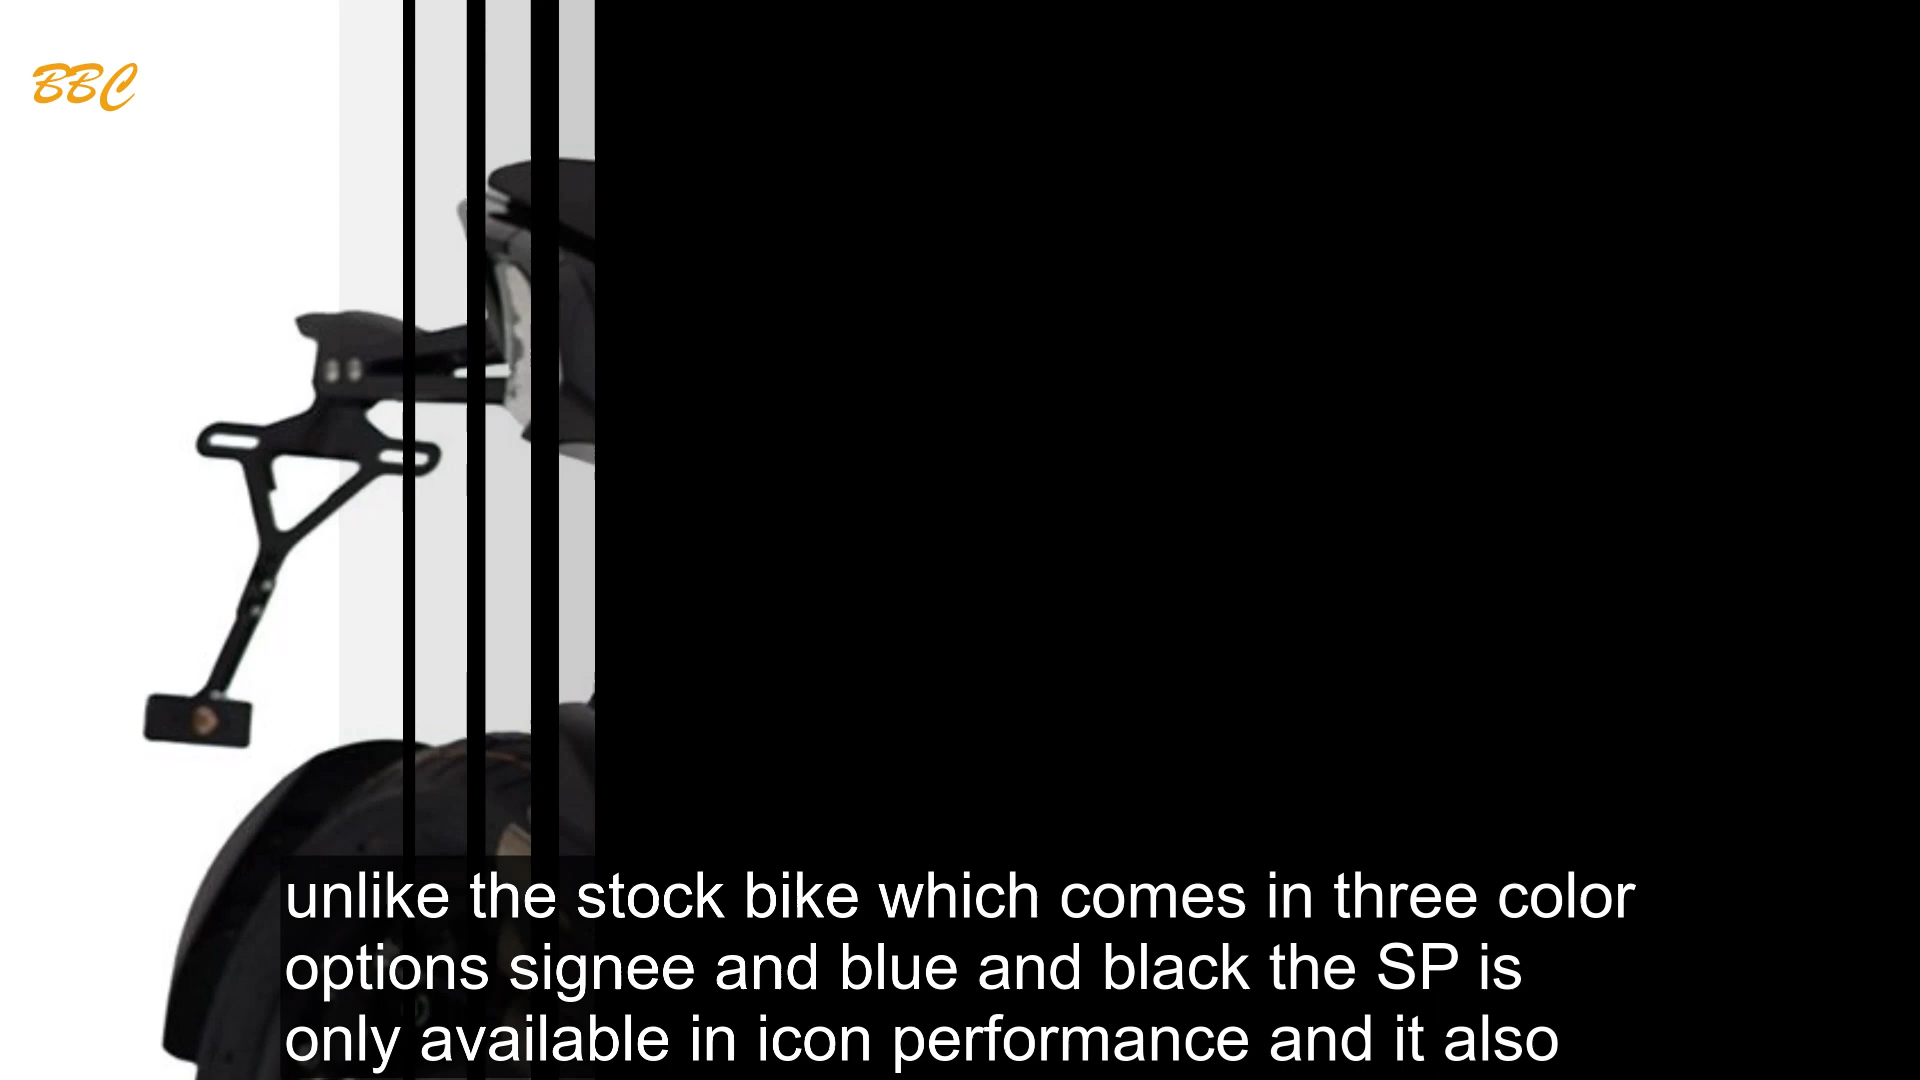 BBC
unlike the stock bike which comes in three color
options signee and blue and black the SP is
only available in icon performance and it also